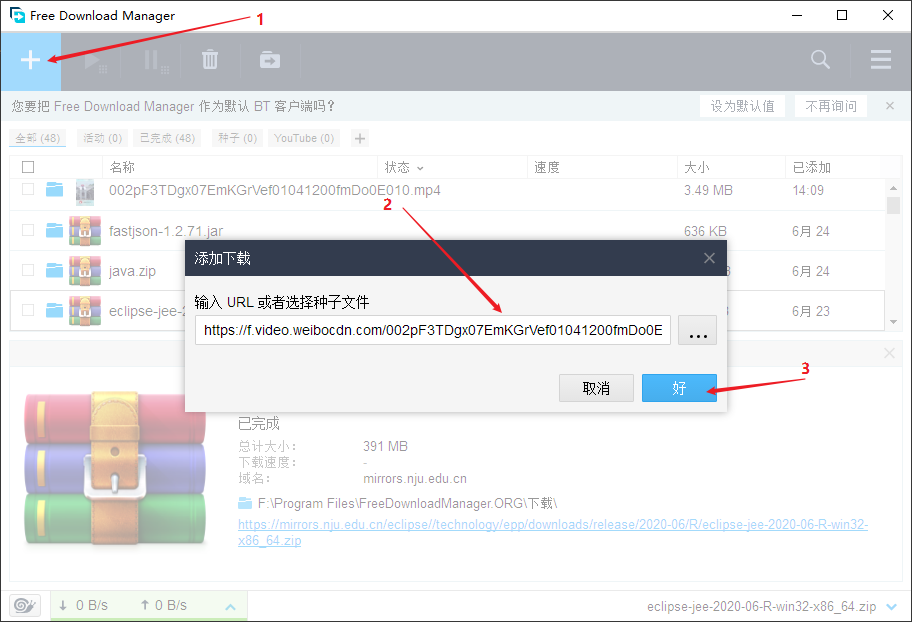 Free Download Manager
1
您要把 Free Download Manager 作为默认 BT 客户端吗?
设为默认值
不再询问
全部 (48)
活动 (0)
已完成 (48)
种子 (0)
YouTube (0)
名称
状态
速度
大小
已添加
002pF3TDgx07EmKGrVef01041200fmDo0E010.mp4
3.49 MB
14:09
2
fastjson-1.2.71.jar
636 KB
6月 24
java.zip
6月 24
eclipse-jee-2
6月 23
添加下载
输入 URL 或者选择种子文件
https://f.video.weibocdn.com/002pF3TDgx07EmKGrVef01041200fmDo0E
...
取消
好
3
已完成
总计大小:
391 MB
下载速度:
-
域名:
mirrors.nju.edu.cn
F:\Program Files\FreeDownloadManager.ORG\下载\
https://mirrors.nju.edu.cn/eclipse//technology/epp/downloads/release/2020-06/R/eclipse-jee-2020-06-R-win32-
x86_64.zip
↓ 0 B/s
↑ 0 B/s
eclipse-jee-2020-06-R-win32-x86_64.zip